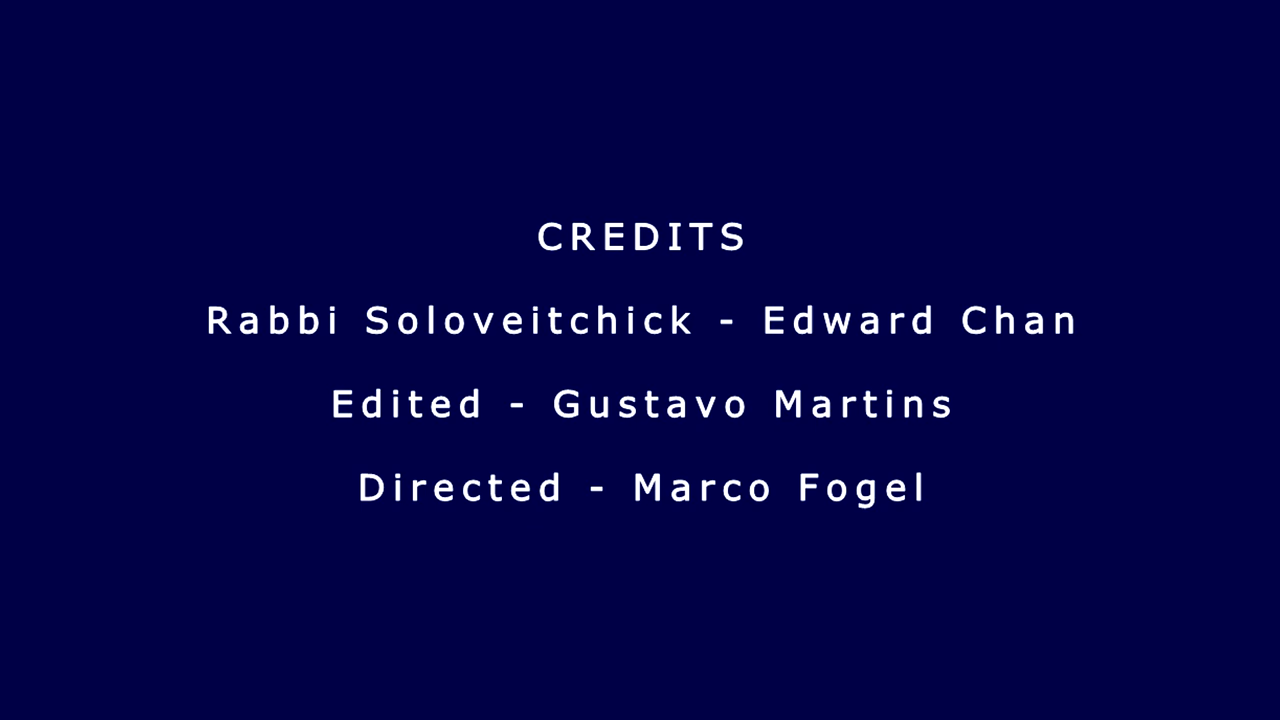 CREDITS
Rabbi Soloveitchick - Edward Chan
Edited - Gustavo Martins
Directed - Marco Fogel